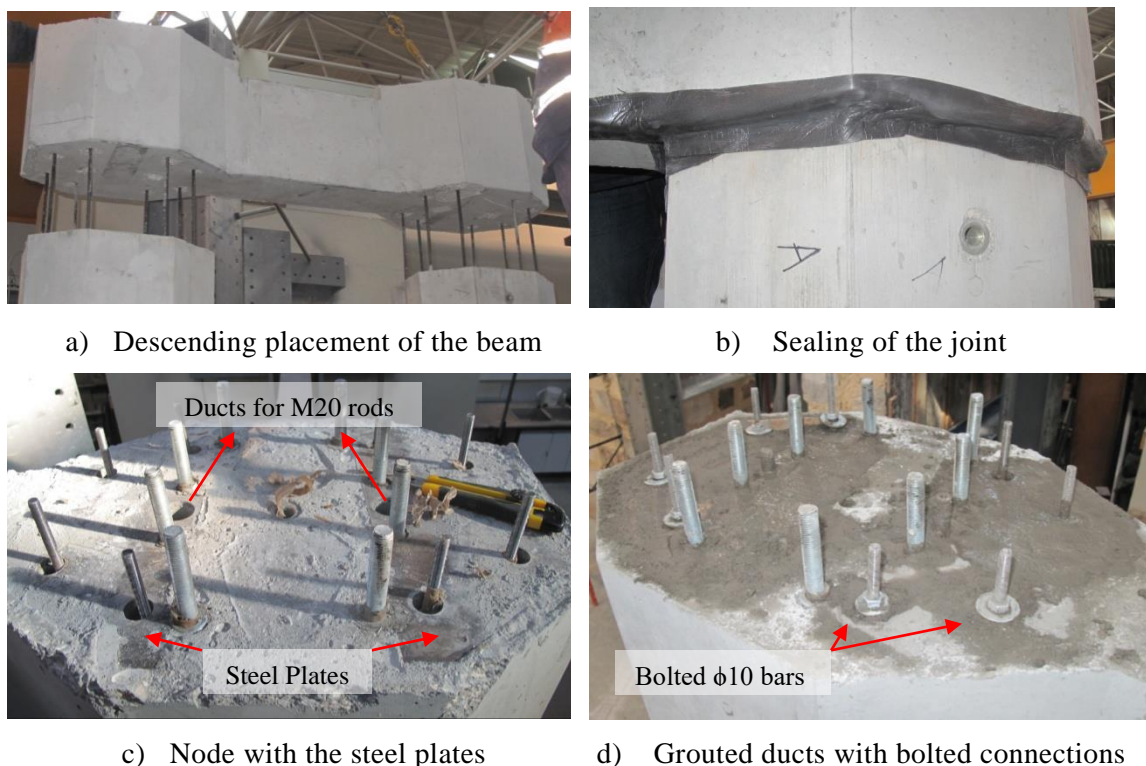 a) Descending placement of the beam
A
b) Sealing of the joint
Ducts for M20 rods
Steel Plates
c) Node with the steel plates
Bolted ϕ10 bars
d) Grouted ducts with bolted connections